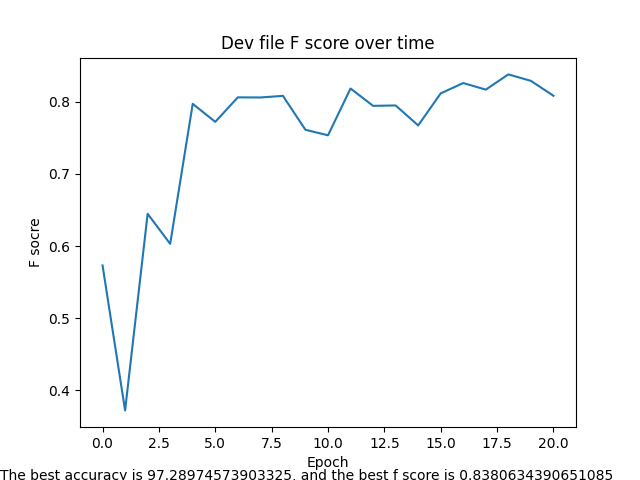 Dev file F score over time
0.8
0.7
0.6
0.5
0.4
F socre
0.0 2.5 5.0 7.5 10.0 12.5 15.0 17.5 20.0
Epoch
The best accuracy is 97.28974573903325, and the best f score is 0.8380634390651085